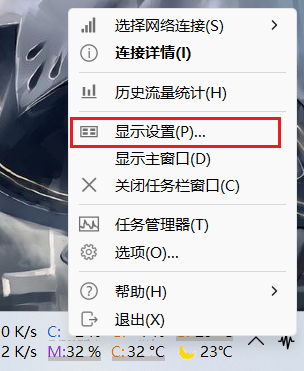 选择网络连接(S)
连接详情(I)
历史流量统计(H)
显示设置(P)...
显示主窗口(D)
关闭任务栏窗口(C)
任务管理器(T)
选项(O)...
帮助(H)
退出(X)
0 K/s C:
2 K/s M:32 % C: 32 °C 23°C